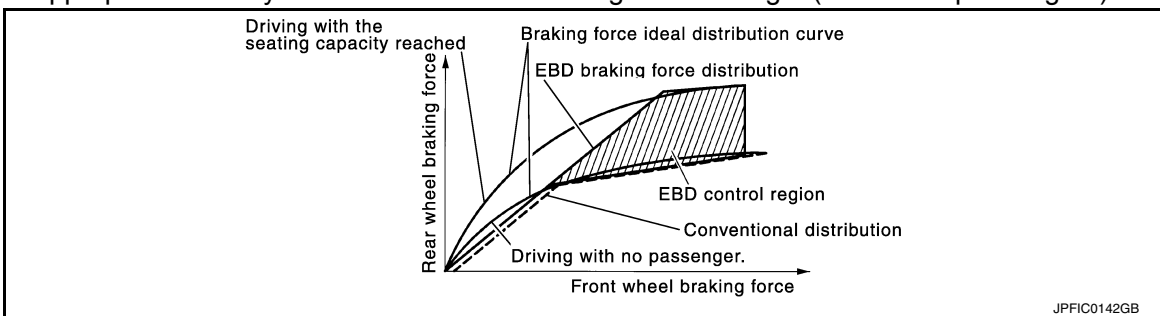 Driving with the
seating capacity reached
Braking force ideal distribution curve
EBD braking force distribution
Rear wheel braking force
EBD control region
Conventional distribution
Driving with no passenger.
Front wheel braking force
JPFIC0142GB